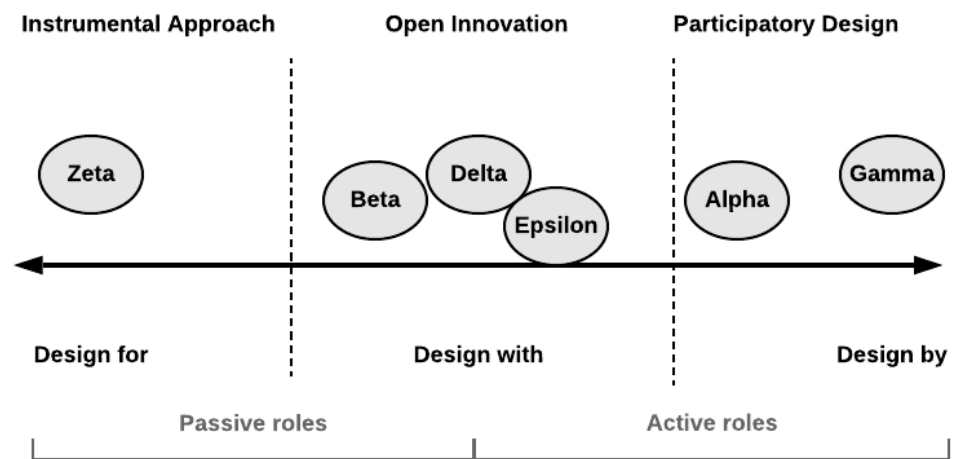 Instrumental Approach
Open Innovation
Participatory Design
Zeta
Beta
Delta
Epsilon
Alpha
Gamma
Design for
Design with
Design by
Passive roles
Active roles